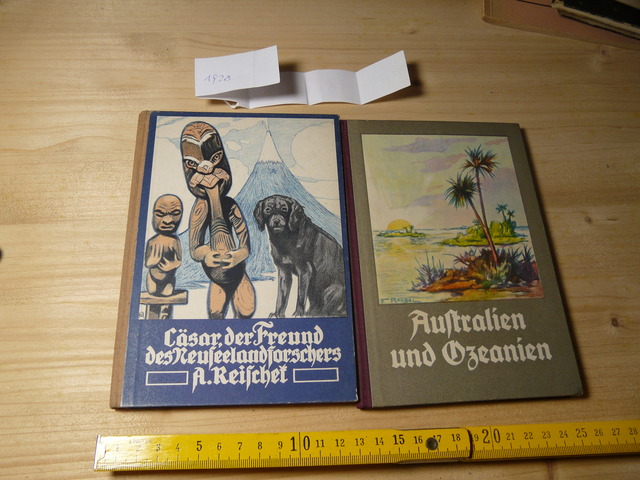 1928
Cäsar, der Freund
des Neuseelandforschers
A. Reischek
Australien
und Ozeanien
1 2 3 4 5 6 7 8 9 10 11 12 13 14 15 16 17 18 19 20 21 22 23 24 25 26 27 28